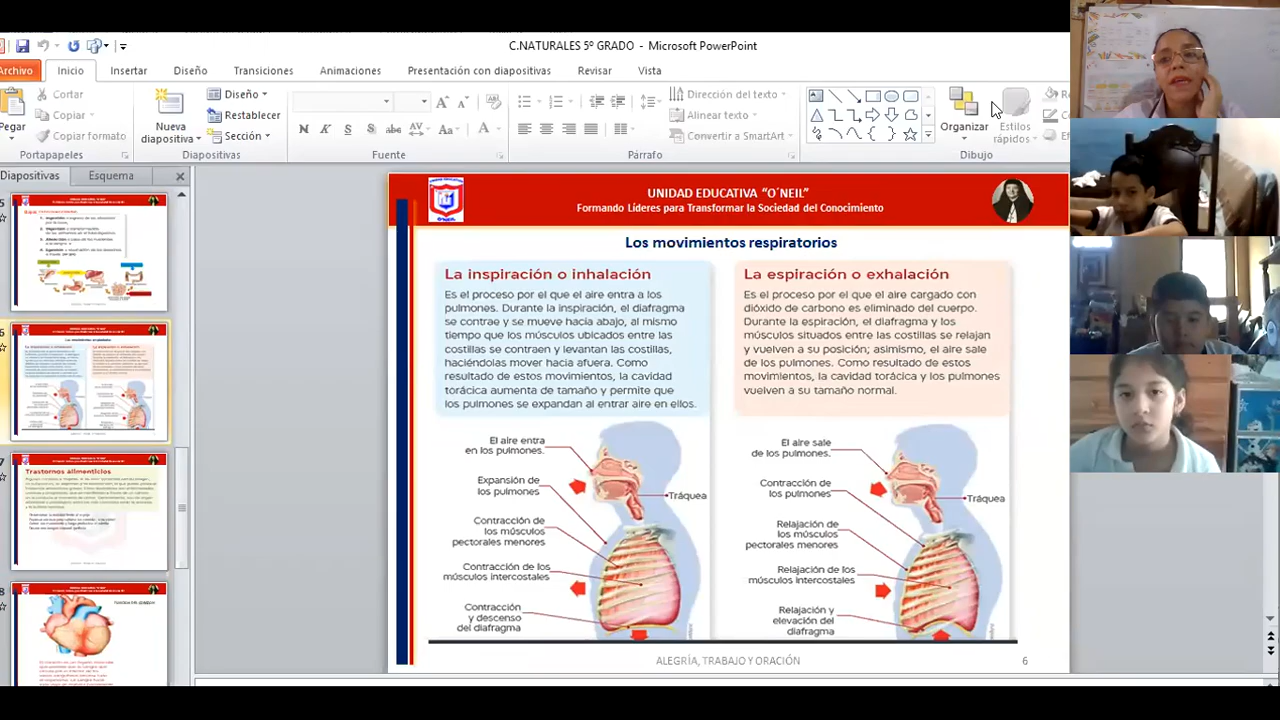 C.NATURALES 5º GRADO - Microsoft PowerPoint
Archivo Inicio Insertar Diseño Transiciones Animaciones Presentación con diapositivas Revisar Vista
Pegar
Cortar
Copiar
Copiar formato
Portapapeles
Nueva
diapositiva
Diseño
Restablecer
Sección
Diapositivas
N K S abc AV Aa A
Fuente
Dirección del texto
Alinear texto
Convertir a SmartArt
Párrafo
Organizar
Estilos
rápidos
Dibujo
Diapositivas Esquema
5
6
7
Trastornos alimenticios
8
UNIDAD EDUCATIVA “O´NEIL”
Formando Líderes para Transformar la Sociedad del Conocimiento
Los movimientos respiratorios
La inspiración o inhalación
Es el proceso por el que el aire entra a los
pulmones. Durante la inspiración, el diafragma
se contrae y se mueve hacia abajo, al mismo
tiempo que los músculos ubicados entre las
costillas se contraen y levantan las costillas,
haciéndolas mover hacia afuera. Como
resultado de estos movimientos, la cavidad
torácica aumenta de tamaño y permite que
los pulmones se expandan al entrar aire en ellos.
La espiración o exhalación
Es el proceso por el que el aire cargado con
dióxido de carbono es eliminado del cuerpo.
Durante la espiración, el diafragma y los
músculos situados entre las costillas se relajan
y vuelven a su posición; asimismo, el aire sale
de los pulmones. Como resultado de estos
movimientos, la cavidad torácica y los pulmones
vuelven a su tamaño normal.
El aire entra
en los pulmones.
Expansión de
los pulmones
Tráquea
Contracción de
los músculos
pectorales menores
Contracción de los
músculos intercostales
Contracción
y descenso
del diafragma
El aire sale
de los pulmones.
Contracción de
los pulmones
Tráquea
Relajación de
los músculos
pectorales menores
Relajación de los
músculos intercostales
Relajación y
elevación del
diafragma
ALEGRÍA, TRABAJO, ORACIÓN
6